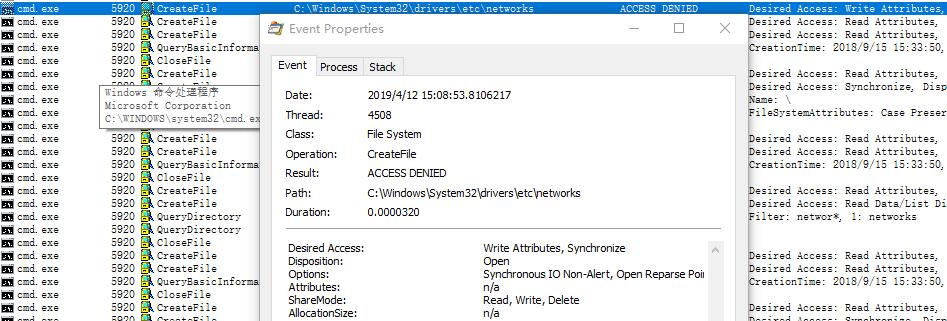 cmd.exe 5920 CreateFile C:\Windows\System32\drivers\etc\networks ACCESS DENIED Desired Access: Write Attributes,
cmd.exe 5920 CreateFile Desired Access: Read Attributes,
cmd.exe 5920 CreateFile Desired Access: Read Attributes,
cmd.exe 5920 QueryBasicInforma CreationTime: 2018/9/15 15:33:50,
cmd.exe 5920 CloseFile
cmd.exe 5920 CreateFile Desired Access: Read Attributes,
cmd.exe Desired Access: Synchronize, Disp
cmd.exe Name: \
cmd.exe FileSystemAttributes: Case Preser
cmd.exe
cmd.exe 5920 CreateFile Desired Access: Read Attributes,
cmd.exe 5920 CreateFile Desired Access: Read Attributes,
cmd.exe 5920 QueryBasicInforma CreationTime: 2018/9/15 15:33:50,
cmd.exe 5920 CloseFile
cmd.exe 5920 CreateFile Desired Access: Read Attributes,
cmd.exe 5920 CreateFile Desired Access: Read Data/List Di
cmd.exe 5920 QueryDirectory Filter: networ*, 1: networks
cmd.exe 5920 QueryDirectory
cmd.exe 5920 CloseFile
cmd.exe 5920 CreateFile Desired Access: Read Attributes,
cmd.exe 5920 CreateFile Desired Access: Read Attributes,
cmd.exe 5920 QueryBasicInforma CreationTime: 2018/9/15 15:33:50,
cmd.exe 5920 CloseFile
cmd.exe 5920 CreateFile Desired Access: Read Attributes,
Windows 命令处理程序
Microsoft Corporation
C:\WINDOWS\system32\cmd.ex
Event Properties
Event Process Stack
Date: 2019/4/12 15:08:53.8106217
Thread: 4508
Class: File System
Operation: CreateFile
Result: ACCESS DENIED
Path: C:\Windows\System32\drivers\etc\networks
Duration: 0.0000320
Desired Access: Write Attributes, Synchronize
Disposition: Open
Options: Synchronous IO Non-Alert, Open Reparse Poi
Attributes: n/a
ShareMode: Read, Write, Delete
AllocationSize: n/a